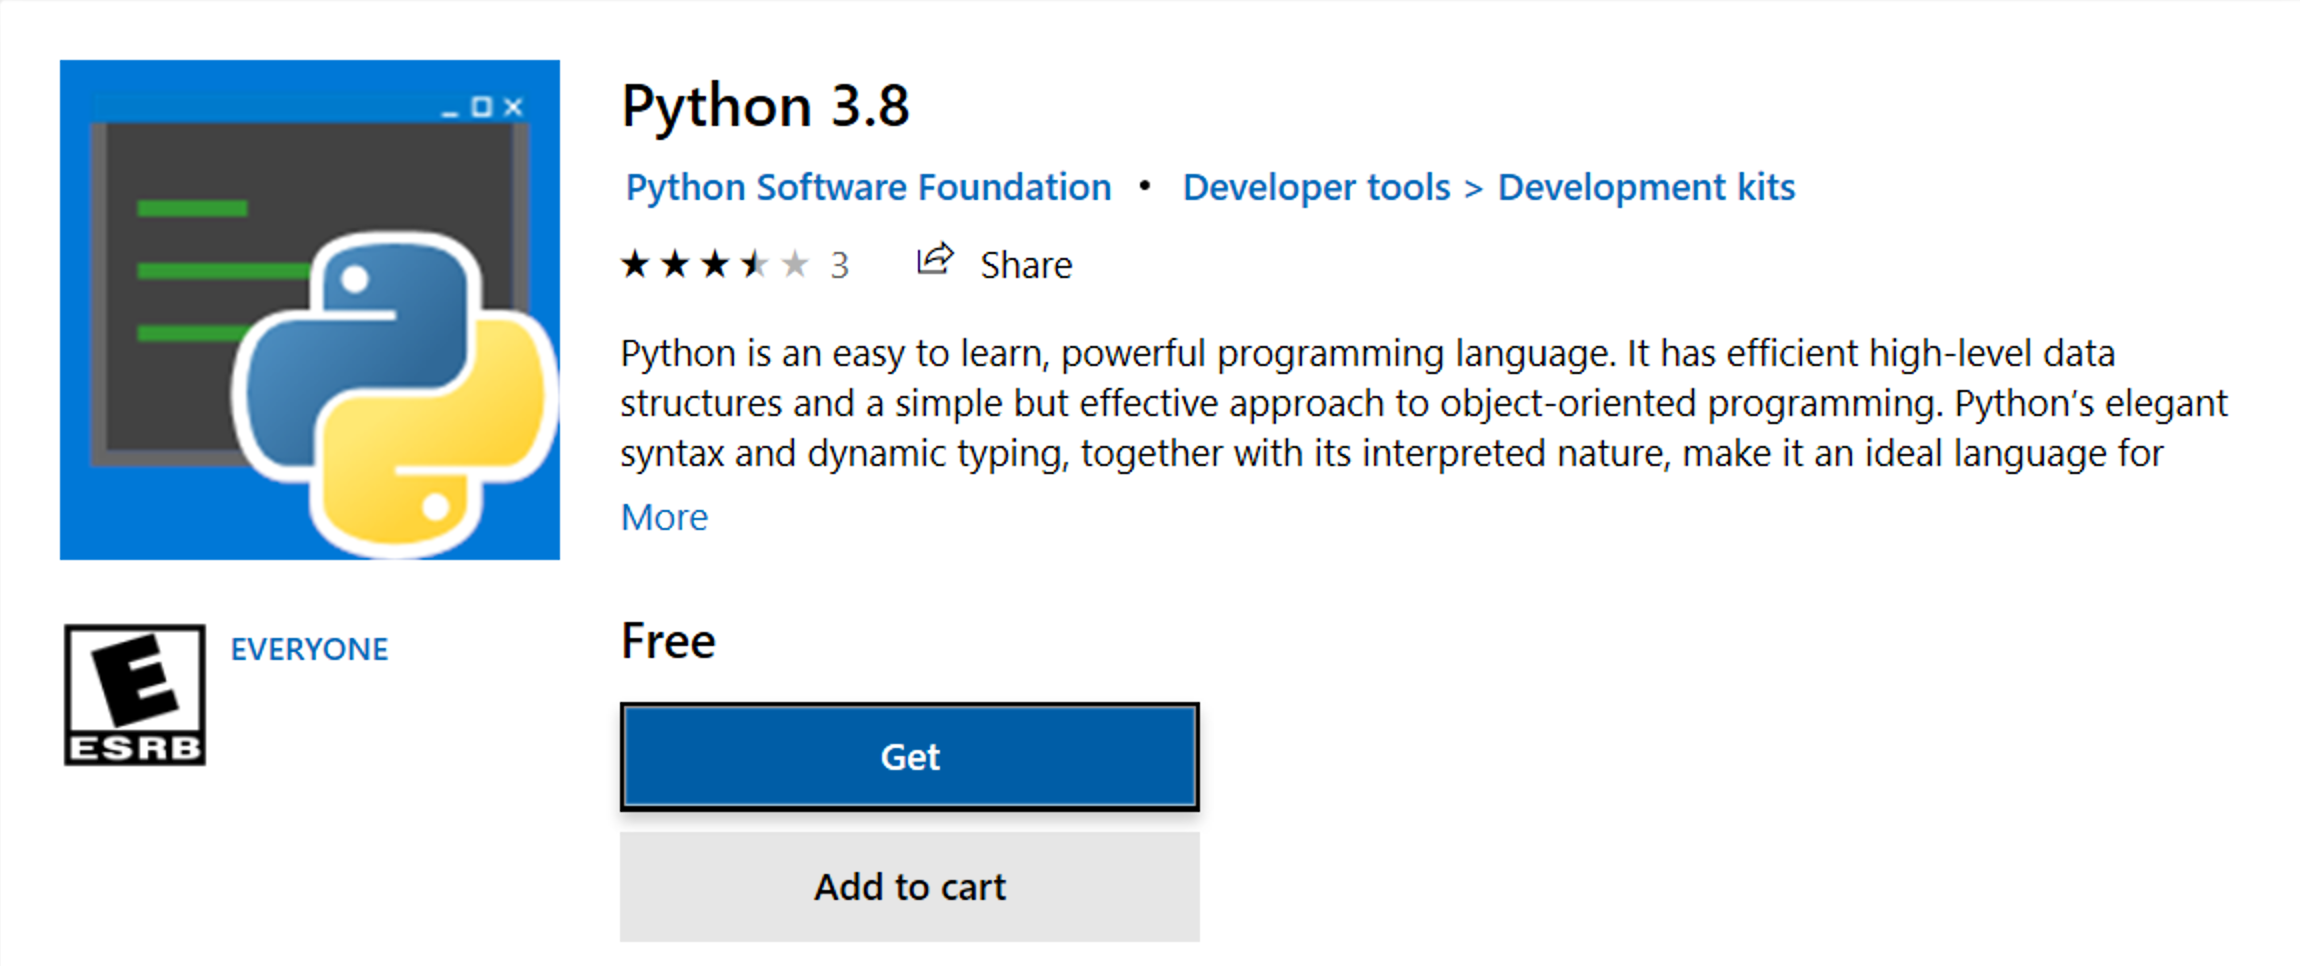 Python 3.8
Python Software Foundation • Developer tools > Development kits
3 Share
Python is an easy to learn, powerful programming language. It has efficient high-level data
structures and a simple but effective approach to object-oriented programming. Python’s elegant
syntax and dynamic typing, together with its interpreted nature, make it an ideal language for
More
E
ESRB
EVERYONE
Free
Get
Add to cart